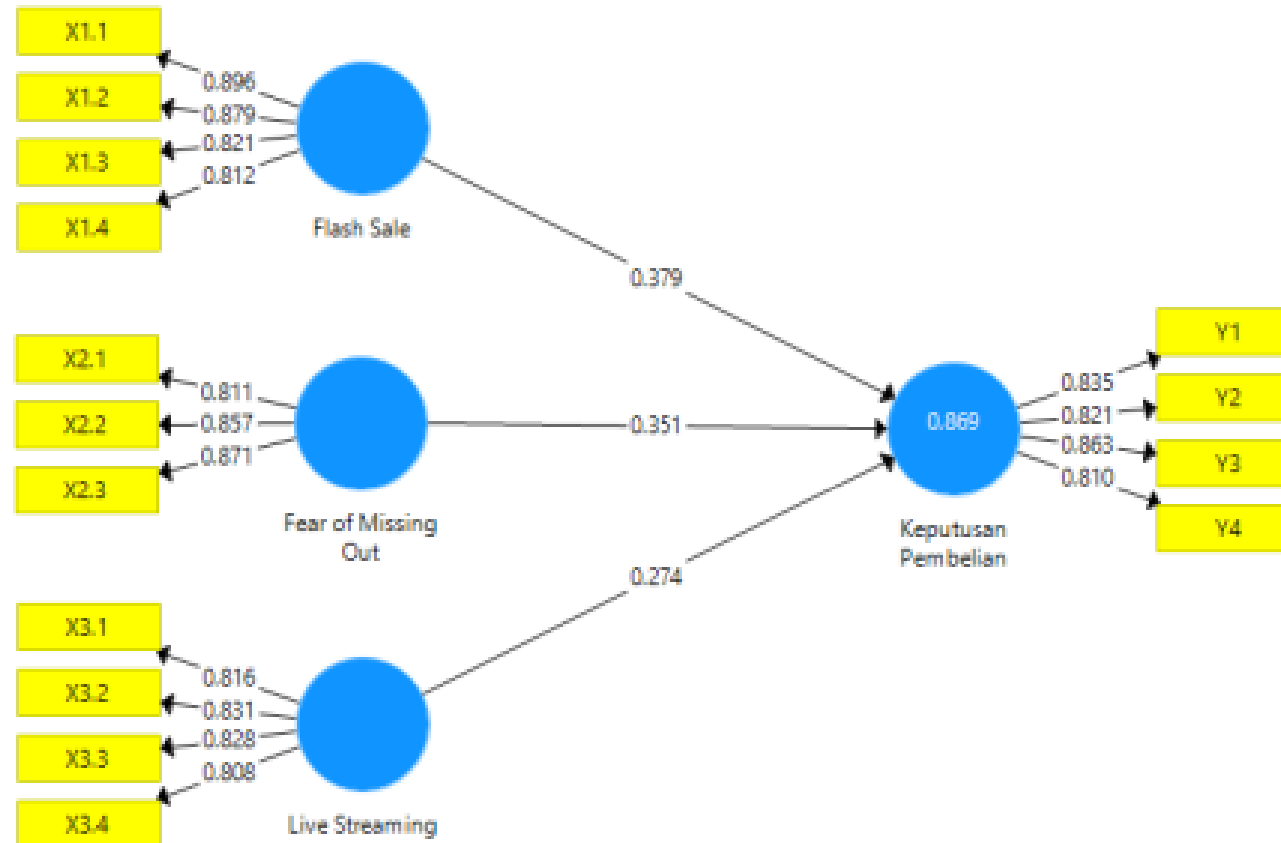 X1.1
X1.2
X1.3
X1.4
0.896
0.879
0.821
0.812
Flash Sale
0.379
X2.1
X2.2
X2.3
0.811
0.857
0.871
Fear of Missing
Out
0.351
X3.1
X3.2
X3.3
X3.4
0.816
0.831
0.828
0.808
Live Streaming
0.274
0.869
Keputusan
Pembelian
0.835
0.821
0.863
0.810
Y1
Y2
Y3
Y4